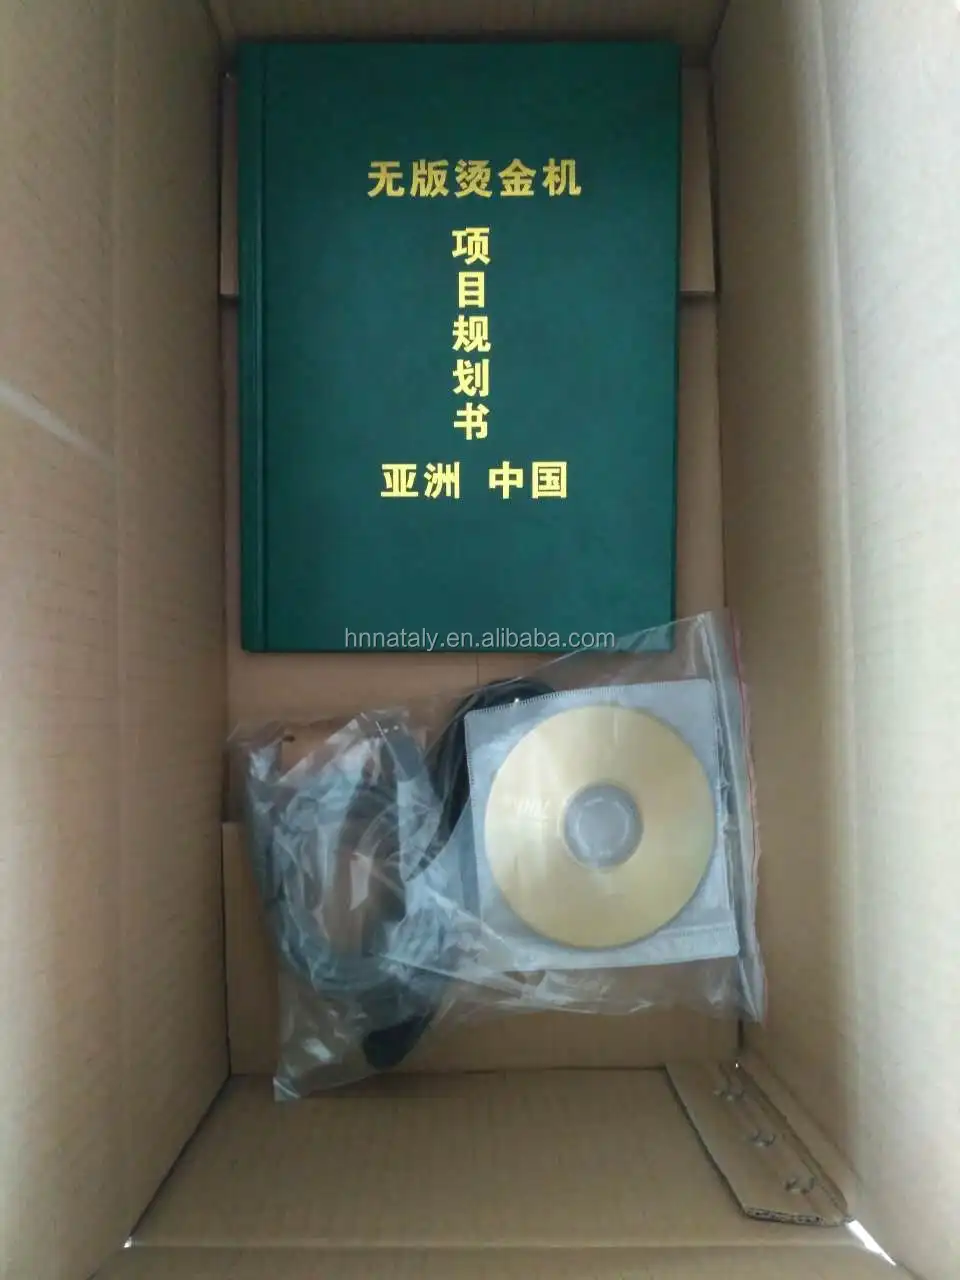 无版烫金机
项目规划书
亚洲 中国
hnnataly.en.alibaba.com